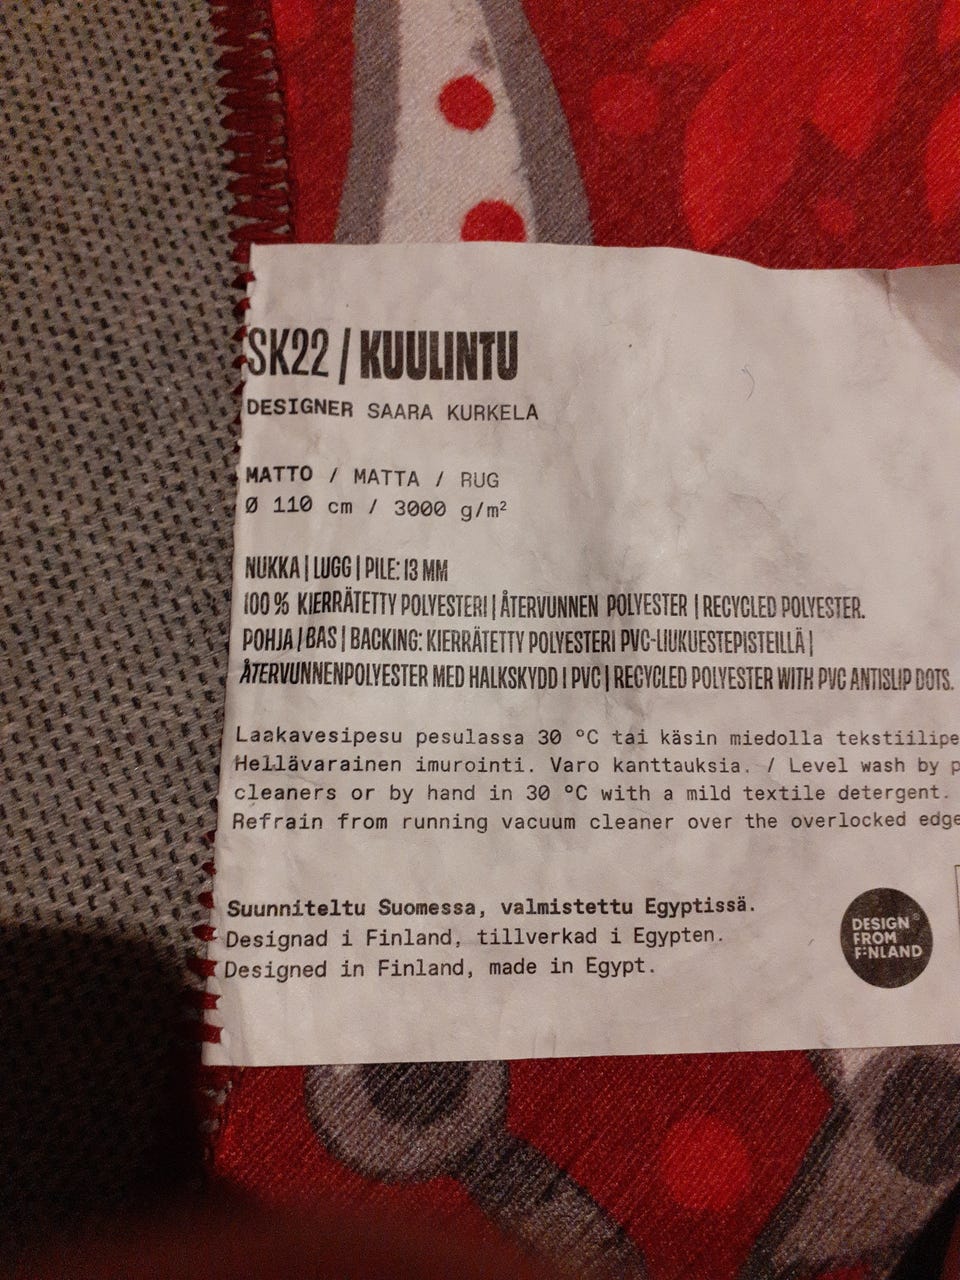 SK22 / KUULINTU
DESIGNER SAARA KURKELA
MATTO / MATTA / RUG
Ø 110 cm / 3000 g/m²
NUKKA | LUGG | PILE: 13 MM
100 % KIERRÄTETTY POLYESTERI | ÅTERVUNNEN POLYESTER | RECYCLED POLYESTER.
POHJA | BAS | BACKING: KIERRÄTETTY POLYESTERI PVC-LIUKUESTEPISTEILLÄ |
ÅTERVUNNENPOLYESTER MED HALKSKYDD I PVC | RECYCLED POLYESTER WITH PVC ANTISLIP DOTS.
Laakavesipesu pesulassa 30 °C tai käsin miedolla
Hellävarainen imurointi. Varo kanttauksia. / Level wash by
cleaners or by hand in 30 °C with a mild textile detergent.
Refrain from running vacuum cleaner over the overlocked
Suunniteltu Suomessa, valmistettu Egyptissä.
Designad i Finland, tillverkad i Egypten.
Designed in Finland, made in Egypt.
DESIGN®
FROM
FINLAND